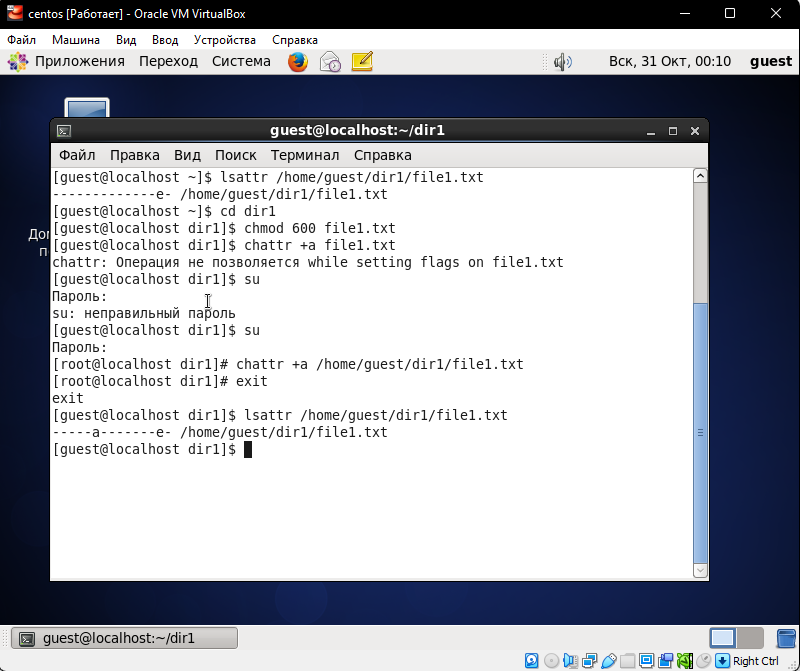 centos [Работает] - Oracle VM VirtualBox
Файл Машина Вид Ввод Устройства Справка
Приложения Переход Система Вск, 31 Окт, 00:10 guest
guest@localhost:~/dir1
Файл Правка Вид Поиск Терминал Справка
[guest@localhost ~]$ lsattr /home/guest/dir1/file1.txt
-------------e- /home/guest/dir1/file1.txt
[guest@localhost ~]$ cd dir1
[guest@localhost dir1]$ chmod 600 file1.txt
[guest@localhost dir1]$ chattr +a file1.txt
chattr: Операция не позволяется while setting flags on file1.txt
[guest@localhost dir1]$ su
Пароль:
su: неправильный пароль
[guest@localhost dir1]$ su
Пароль:
[root@localhost dir1]# chattr +a /home/guest/dir1/file1.txt
[root@localhost dir1]# exit
exit
[guest@localhost dir1]$ lsattr /home/guest/dir1/file1.txt
-----a-------e- /home/guest/dir1/file1.txt
[guest@localhost dir1]$
guest@localhost:~/dir1
Right Ctrl